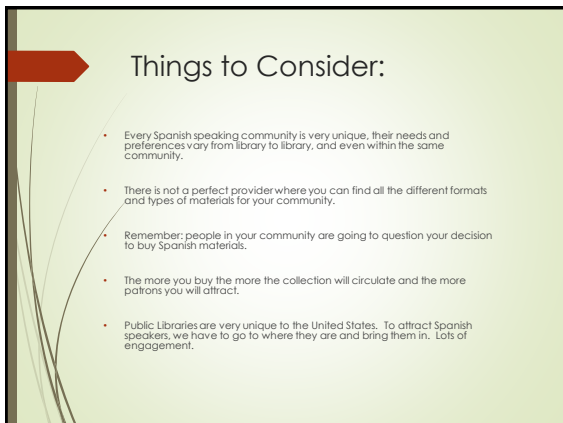 Things to Consider:
• Every Spanish speaking community is very unique, their needs and
preferences vary from library to library, and even within the same
community.
• There is not a perfect provider where you can find all the different formats
and types of materials for your community.
• Remember: people in your community are going to question your decision
to buy Spanish materials.
• The more you buy the more the collection will circulate and the more
patrons you will attract.
• Public Libraries are very unique to the United States. To attract Spanish
speakers, we have to go to where they are and bring them in. Lots of
engagement.